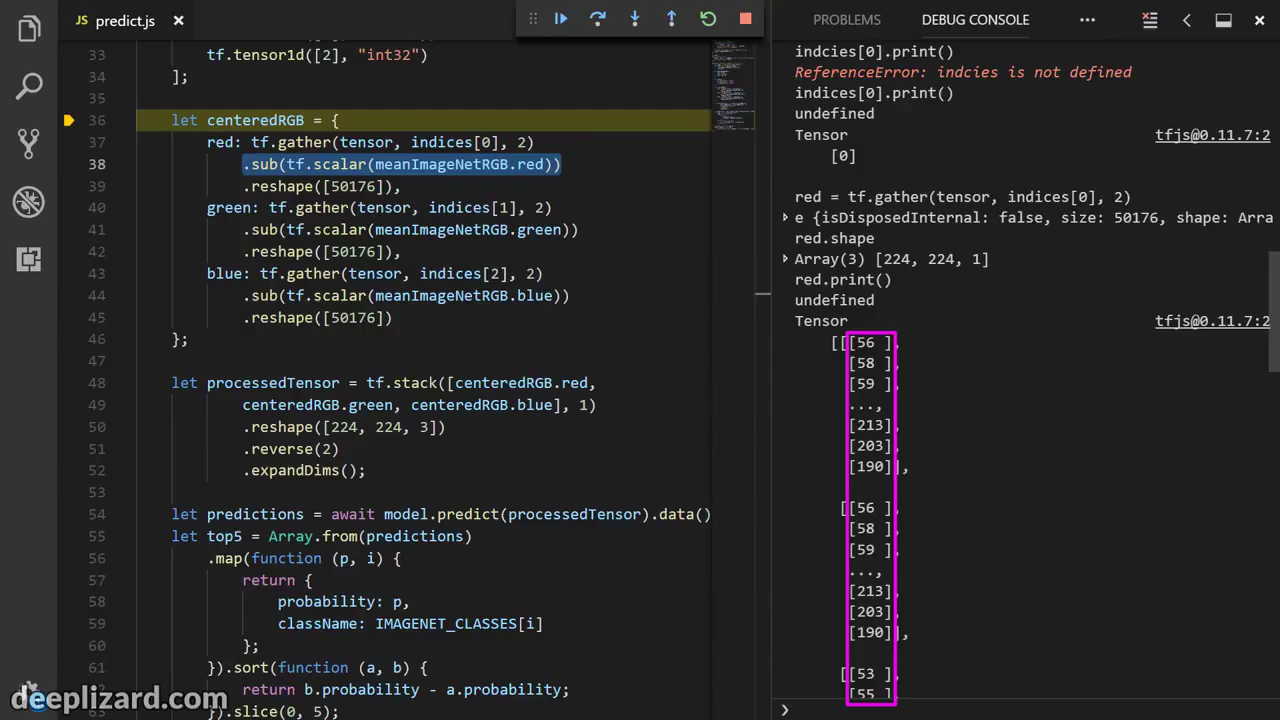 predict.js
PROBLEMS
DEBUG CONSOLE
33
tf.tensor1d([2], "int32")
34
];
35
36
let centeredRGB = {
37
red: tf.gather(tensor, indices[0], 2)
38
.sub(tf.scalar(meanImageNetRGB.red))
39
.reshape([50176]),
40
green: tf.gather(tensor, indices[1], 2)
41
.sub(tf.scalar(meanImageNetRGB.green))
42
.reshape([50176]),
43
blue: tf.gather(tensor, indices[2], 2)
44
.sub(tf.scalar(meanImageNetRGB.blue))
45
.reshape([50176])
46
};
47
48
let processedTensor = tf.stack([centeredRGB.red,
49
centeredRGB.green, centeredRGB.blue], 1)
50
.reshape([224, 224, 3])
51
.reverse(2)
52
.expandDims();
53
54
let predictions = await model.predict(processedTensor).data()
55
let top5 = Array.from(predictions)
56
.map(function (p, i) {
57
return {
58
probability: p,
59
className: IMAGENET_CLASSES[i]
60
};
61
}).sort(function (a, b) {
62
return b.probability - a.probability;
}).slice(0, 5);
indcies[0].print()
ReferenceError: indcies is not defined
indices[0].print()
undefined
Tensor
tfjs@0.11.7:2
[0]
red = tf.gather(tensor, indices[0], 2)
e {isDisposedInternal: false, size: 50176, shape: Arra
red.shape
Array(3) [224, 224, 1]
red.print()
undefined
Tensor
tfjs@0.11.7:2
[[[56 ],
[58 ],
[59 ],
...,
[213],
[203],
[190]],
[[56 ],
[58 ],
[59 ],
...,
[213],
[203],
[190]],
[[53 ],
[55 ],
deeplizard.com